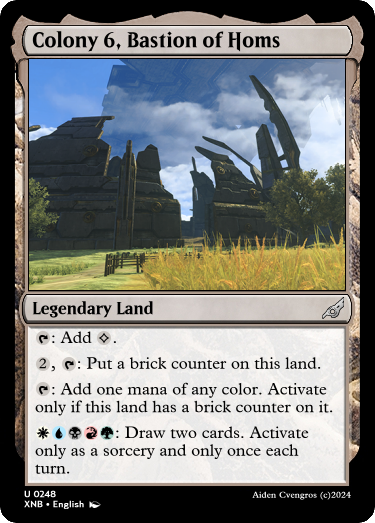 Colony 6, Bastion of Homs
Legendary Land
: Add .
2, : Put a brick counter on this land.
: Add one mana of any color. Activate
only if this land has a brick counter on it.
: Draw two cards. Activate
only as a sorcery and only once each
turn.
U 0248
XNB • English
Aiden Cvengros (c)2024